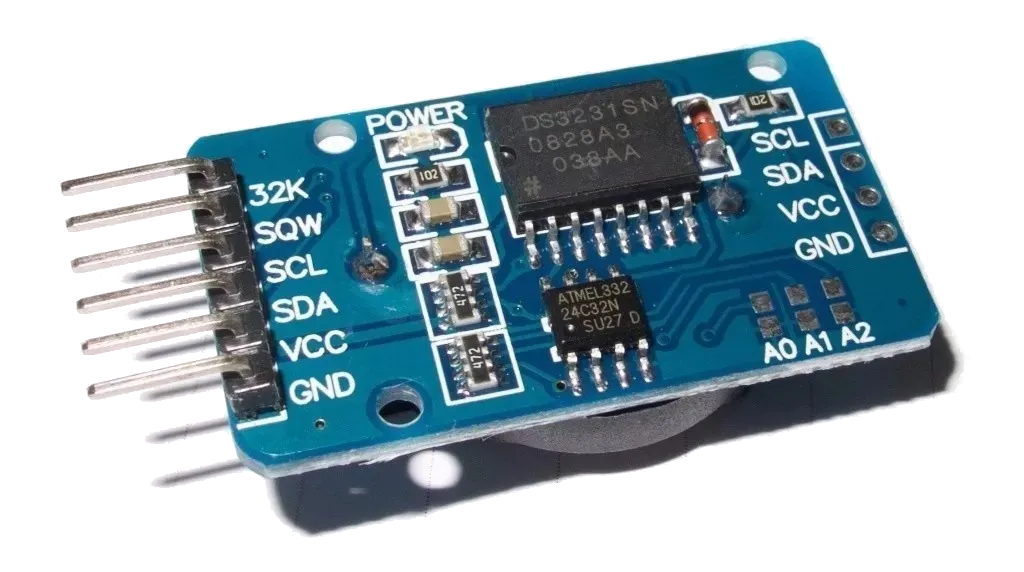 POWER
102
472
472
32K
SQW
SCL
SDA
VCC
GND
DS3231SN
0828A3
038AA
#
ATMEL332
24C32N
SU27 D
102
SCL
SDA
VCC
GND
A0 A1 A2